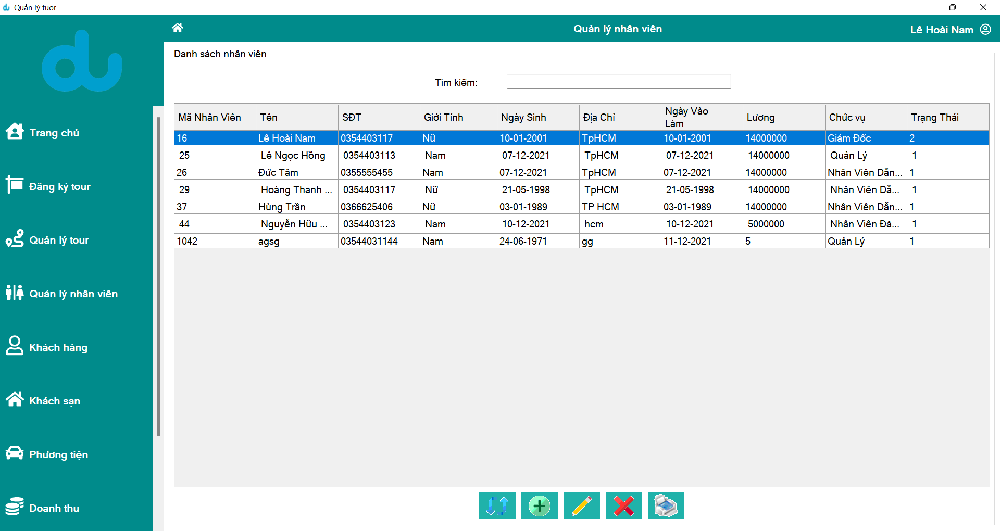 Quản lý tuor
Quản lý nhân viên
Lê Hoài Nam
Trang chủ
Đăng ký tour
Quản lý tour
Quản lý nhân viên
Khách hàng
Khách sạn
Phương tiện
Doanh thu
Danh sách nhân viên
Tìm kiếm:
Mã Nhân Viên Tên SĐT Giới Tính Ngày Sinh Địa Chỉ Ngày Vào Làm Lương Chức vụ Trạng Thái
16 Lê Hoài Nam 0354403117 Nữ 10-01-2001 TpHCM 10-01-2001 14000000 Giám Đốc 2
25 Lê Ngọc Hồng 0354403113 Nam 07-12-2021 TpHCM 07-12-2021 14000000 Quản Lý 1
26 Đức Tâm 0355555455 Nam 07-12-2021 TpHCM 07-12-2021 14000000 Nhân Viên Dẫn... 1
29 Hoàng Thanh ... 0354403117 Nữ 21-05-1998 TpHCM 21-05-1998 14000000 Nhân Viên Dẫ... 1
37 Hùng Trần 0366625406 Nữ 03-01-1989 TP HCM 03-01-1989 14000000 Nhân Viên Dẫn... 1
44 Nguyễn Hữu ... 0354403123 Nam 10-12-2021 hcm 10-12-2021 5000000 Nhân Viên Đă... 1
1042 agsg 03544031144 Nam 24-06-1971 gg 11-12-2021 5 Quản Lý 1